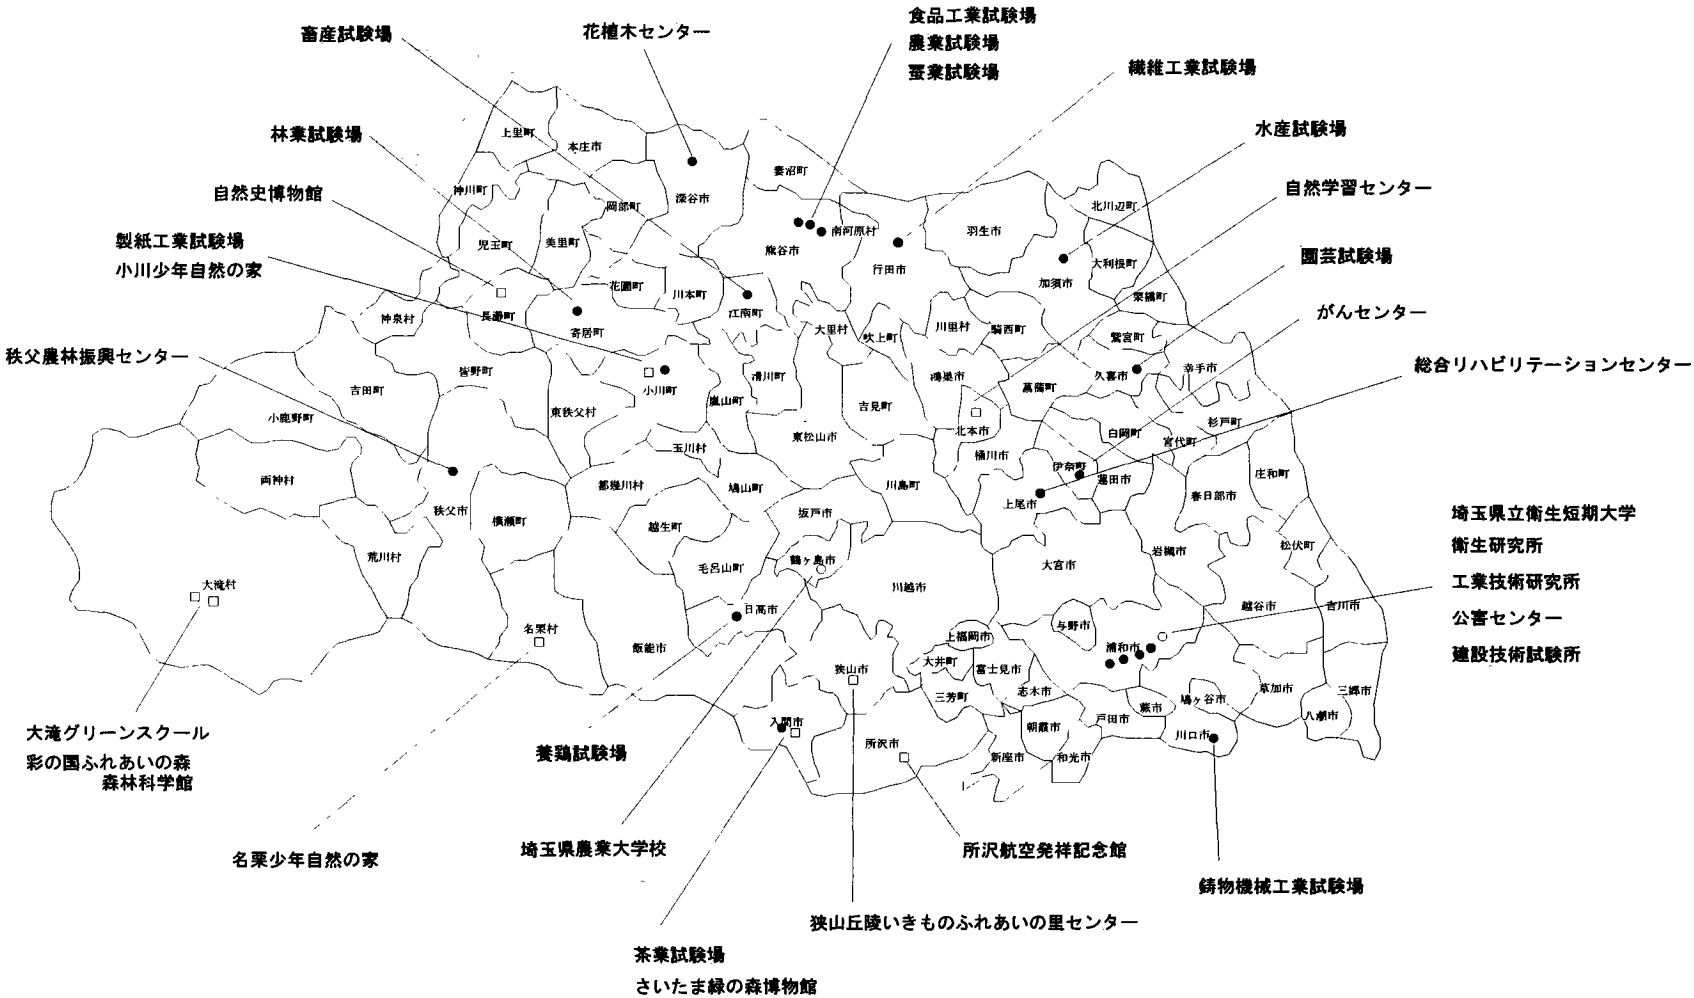 食品工業試験場
畜産試験場
花植木センター
農業試験場
蚕業試験場
繊維工業試験場
林業試験場
水産試験場
上里町
本庄市
妻沼町
自然史博物館
神川町
岡部町
深谷市
自然学習センター
北川辺町
製紙工業試験場
小川少年自然の家
児玉町
美里町
熊谷市
南河原村
羽生市
行田市
園芸試験場
大利根町
加須市
栗橋町
花園町
川本町
江南町
がんセンター
神泉村
長瀞町
寄居町
大里村
吹上町
川里村
騎西町
鷲宮町
秩父農林振興センター
総合リハビリテーションセンター
皆野町
吉田町
小川町
滑川町
鴻巣市
久喜市
幸手市
菖蒲町
嵐山町
吉見町
小鹿野町
東秩父村
東松山市
北本市
白岡町
宮代町
杉戸町
玉川村
桶川市
両神村
都幾川村
鳩山町
川島町
伊奈町
蓮田市
庄和町
春日部市
秩父市
横瀬町
越生町
坂戸市
上尾市
埼玉県立衛生短期大学
衛生研究所
荒川村
毛呂山町
鶴ヶ島市
大宮市
岩槻市
松伏町
大滝村
川越市
工業技術研究所
日高市
越谷市
吉川市
公害センター
名栗村
飯能市
上福岡市
与野市
浦和市
建設技術試験所
狭山市
大井町
富士見市
志木市
三芳町
鳩ヶ谷市
草加市
三郷市
蕨市
戸田市
八潮市
大滝グリーンスクール
彩の国ふれあいの森
森林科学館
入間市
所沢市
朝霞市
川口市
養鶏試験場
新座市
和光市
名栗少年自然の家
埼玉県農業大学校
所沢航空発祥記念館
鋳物機械工業試験場
狭山丘陵いきものふれあいの里センター
茶業試験場
さいたま緑の森博物館